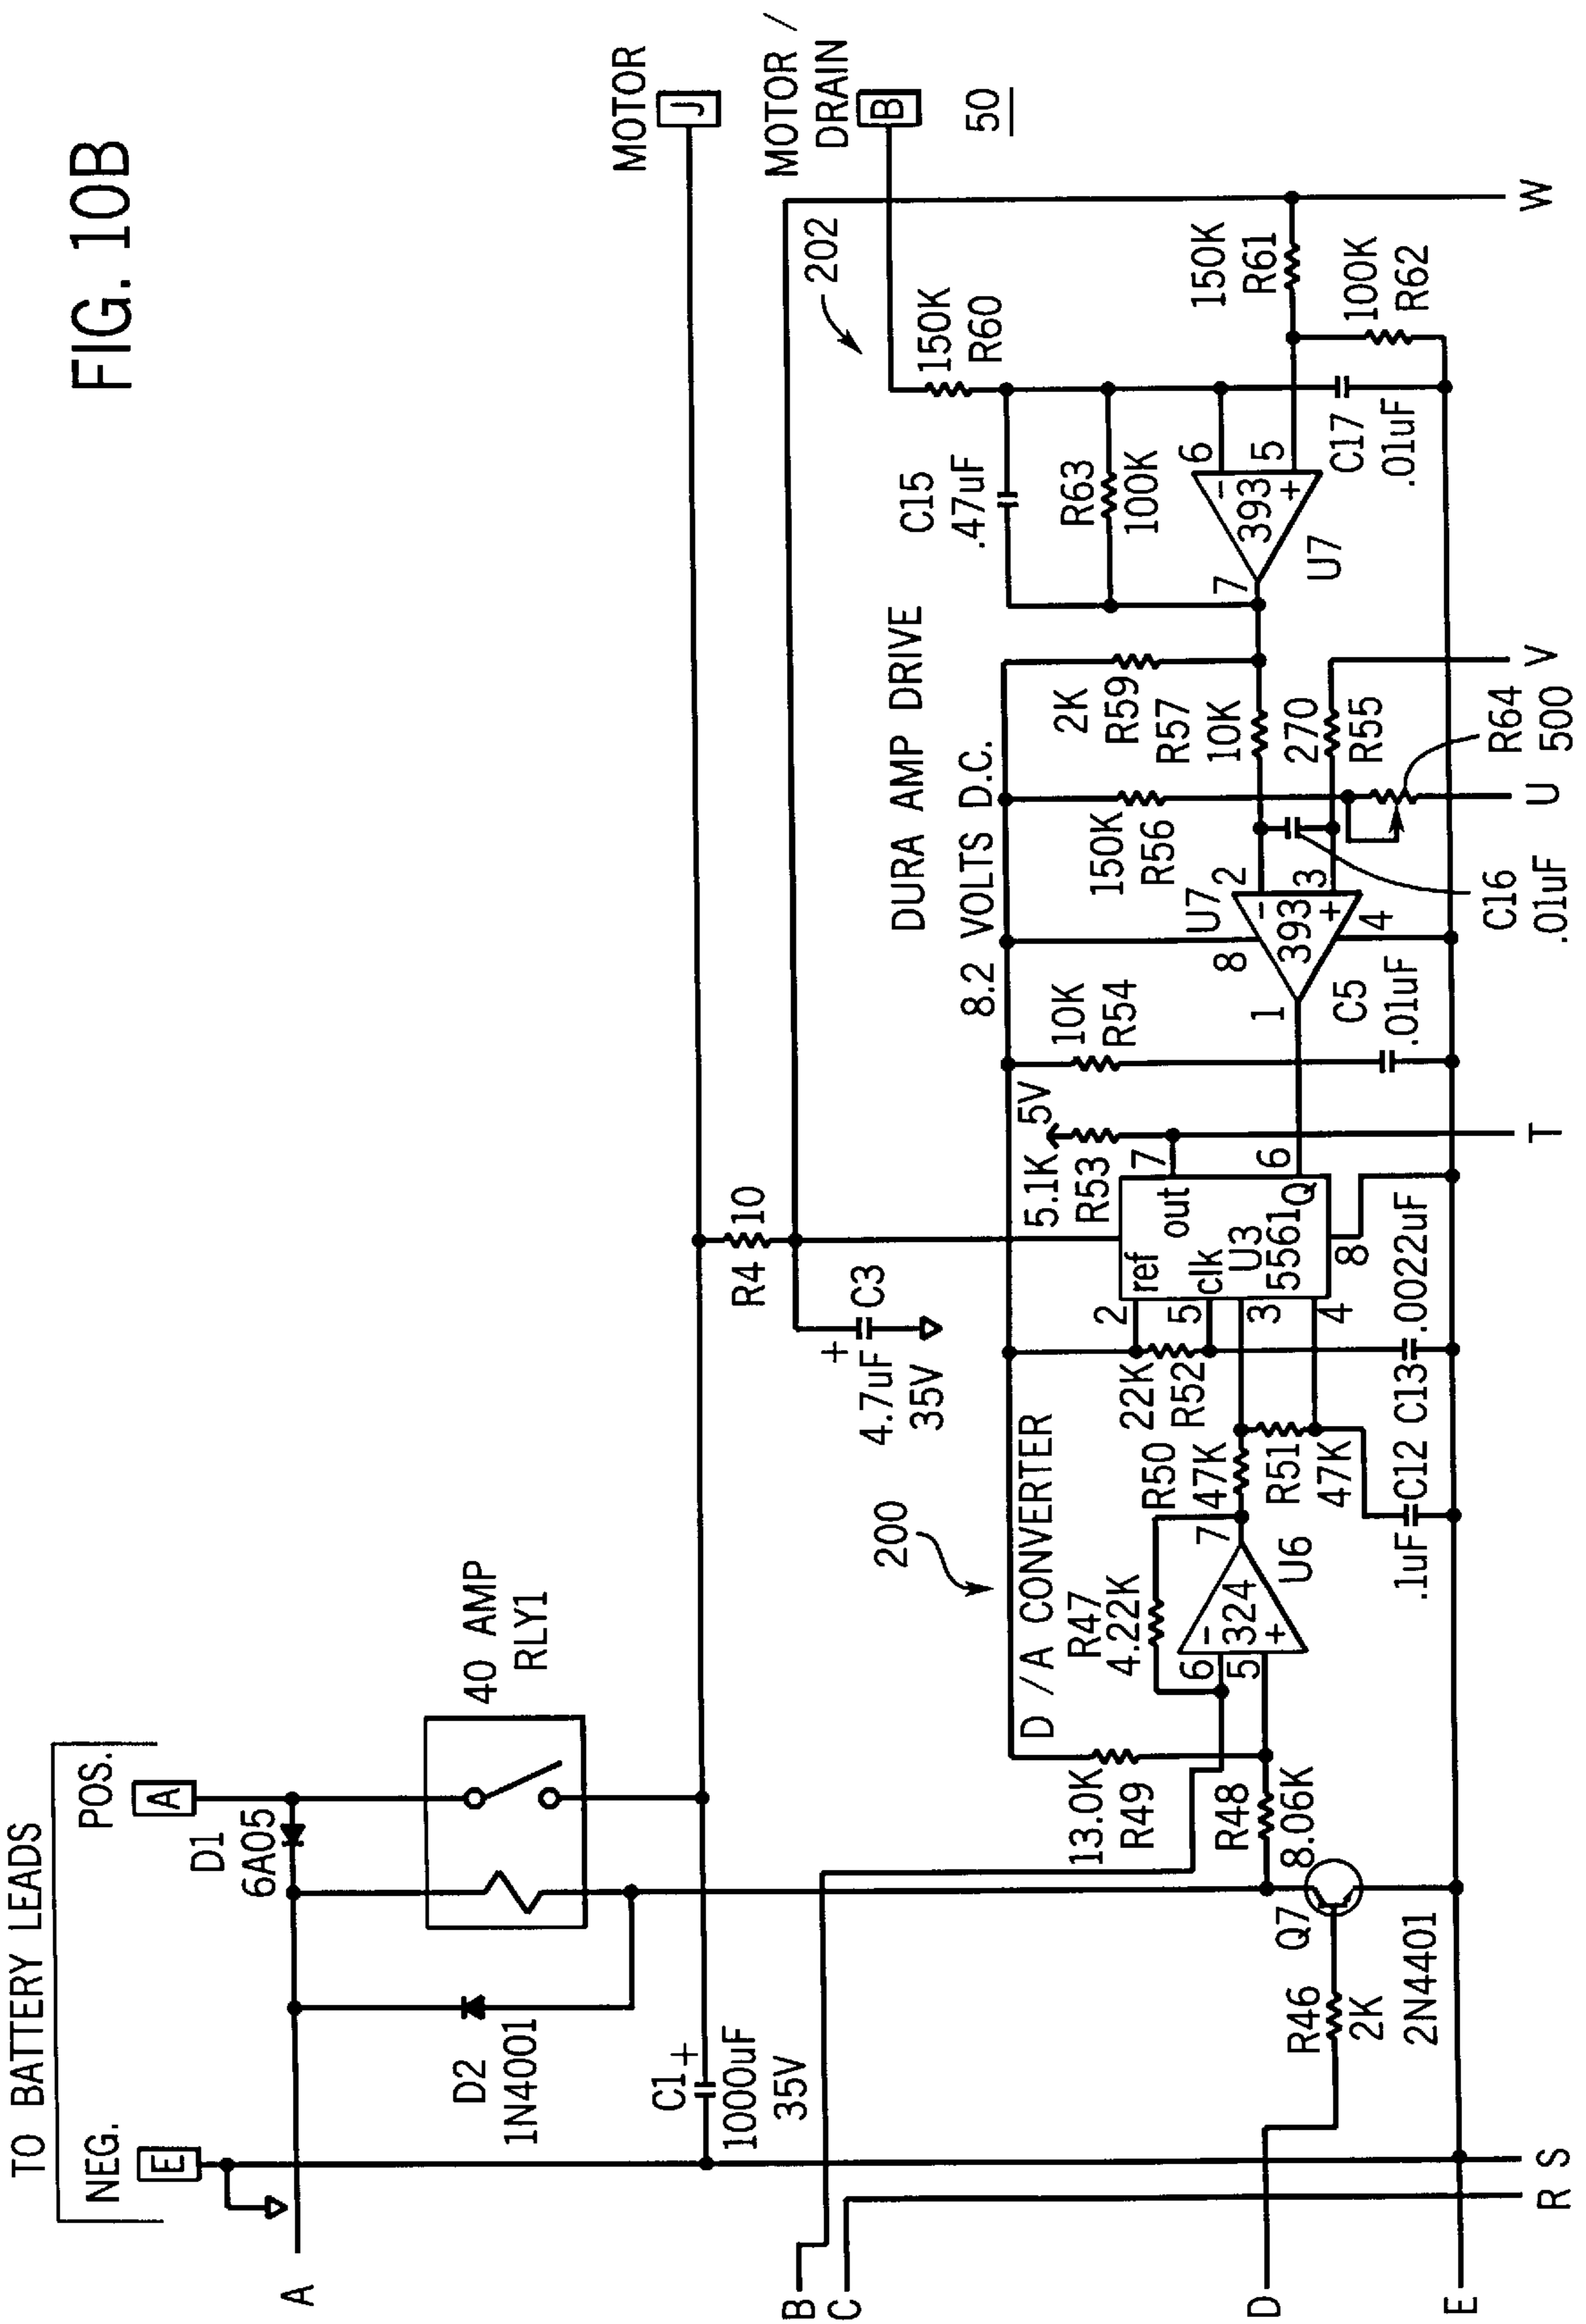 FIG. 10B
TO BATTERY LEADS
NEG.
POS.
E
A
D1
6A05
40 AMP
RLY1
D2
1N4001
C1
+
1000uF
35V
MOTOR
J
MOTOR /
DRAIN
B
50
R4
10
+
4.7uF
C3
35V
202
200
D /A CONVERTER
8.2 VOLTS D.C.
DURA AMP DRIVE
13.0K
R49
R48
8.06K
Q7
2N4401
R46
2K
R47
4.22K
6
5
-
324
+
7
U6
R50
47K
R51
47K
.1uF
C12
22K
R52
C13
.0022uF
2
5
3
4
ref
clk
out
U3
5561
Q
7
6
8
5V
5.1K
R53
10K
R54
C5
.01uF
1
8
U7
393
-
+
2
3
4
150K
R56
C16
.01uF
2K
R59
R57
10K
270
R55
R64
500
C15
.47uF
R63
100K
7
393
-
+
6
5
U7
150K
R60
C17
.01uF
150K
R61
100K
R62
A
B
C
D
E
R
S
T
U
V
W